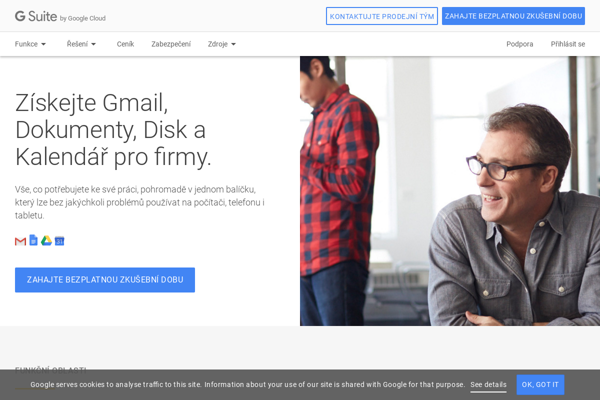 G Suite by Google Cloud
KONTAKTUJTE PRODEJNÍ TÝM
ZAHAJTE BEZPLATNOU ZKUŠEBNÍ DOBU
Funkce Řešení Ceník Zabezpečení Zdroje Podpora Přihlásit se
Získejte Gmail,
Dokumenty, Disk a
Kalendář pro firmy.
Vše, co potřebujete ke své práci, pohromadě v jednom balíčku,
který lze bez jakýchkoli problémů používat na počítači, telefonu i
tabletu.
ZAHAJTE BEZPLATNOU ZKUŠEBNÍ DOBU
FUNKČNÍ OBLASTI
Google serves cookies to analyse traffic to this site. Information about your use of our site is shared with Google for that purpose. See details OK, GOT IT